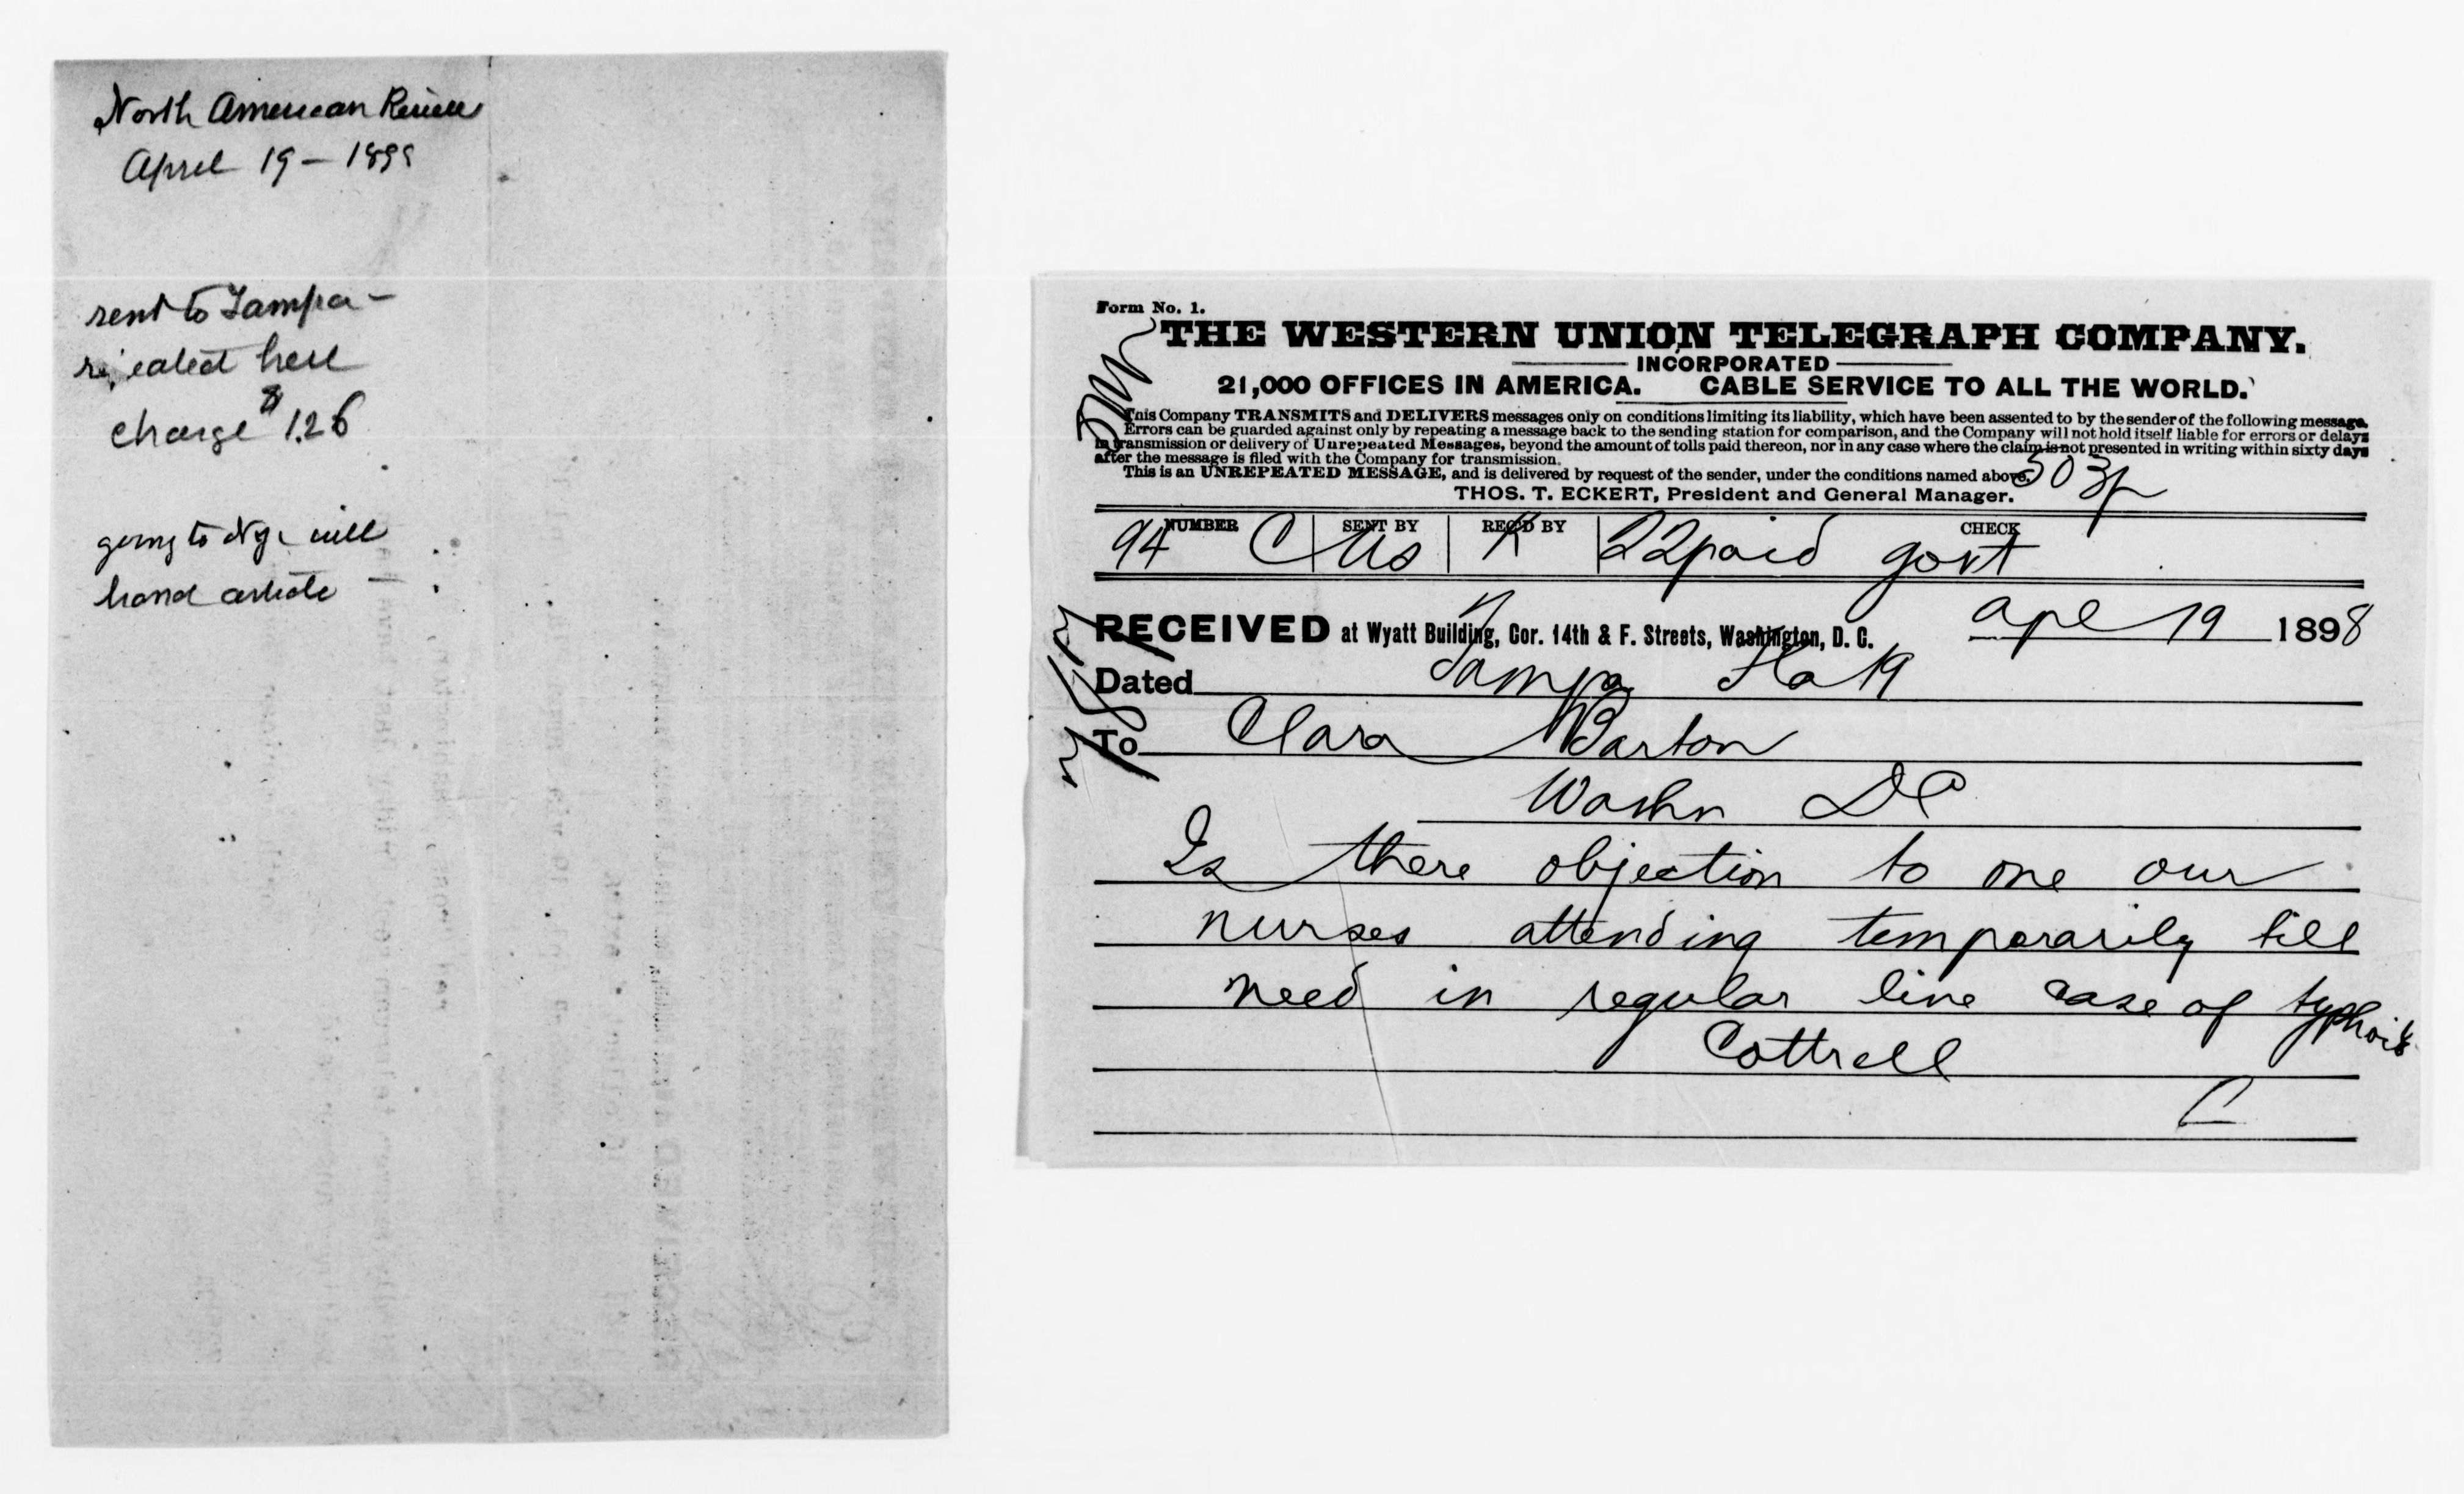 North American Review
April 19 - 1898
sent to Tampa -
here
charge $1.26
going to N.Y. will
hand article -
Form No. 1.
THE WESTERN UNION TELEGRAPH COMPANY.
INCORPORATED
21,000 OFFICES IN AMERICA. CABLE SERVICE TO ALL THE WORLD.
This Company TRANSMITS and DELIVERS messages only on conditions limiting its liability, which have been assented to by the sender of the following message.
Errors can be guarded against only by repeating a message back to the sending station for comparison, and the Company will not hold itself liable for errors or delays
in transmission or delivery of Unrepeated Messages, beyond the amount of tolls paid thereon, nor in any case where the claim is not presented in writing within sixty days
after the message is filed with the Company for transmission.
This is an UNREPEATED MESSAGE, and is delivered by request of the sender, under the conditions named above.
503p
THOS. T. ECKERT, President and General Manager.
NUMBER SENT BY REC'D BY CHECK
94 C Us K 22 paid govt
RECEIVED at Wyatt Building, Cor. 14th & F. Streets, Washington, D. C. Apl 19 1898
Dated Tampa Fla 19
To Clara Barton
Washn DC
Is there objection to one our
nurses attending temporarily till
need in regular line case of typhoid
Cottrell